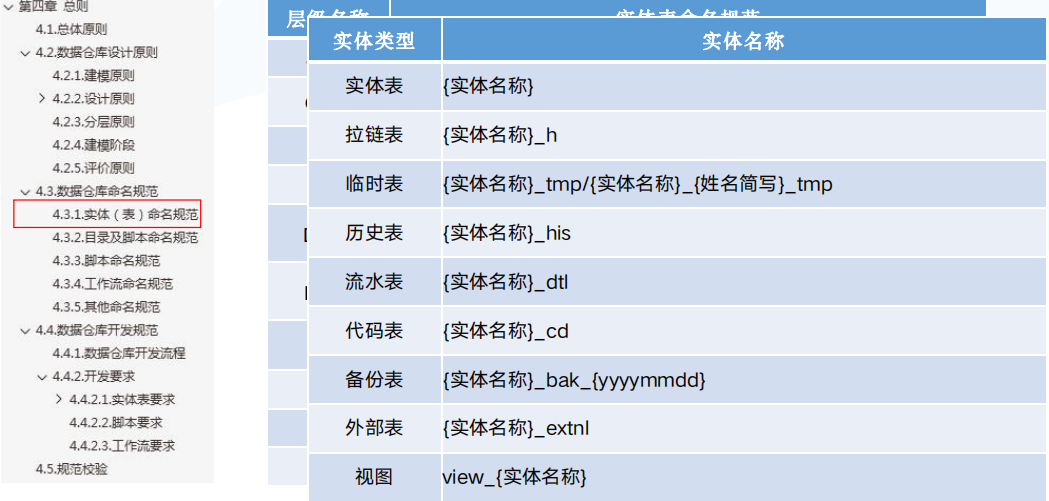 第四章 总则
4.1.总体原则
4.2.数据仓库设计原则
4.2.1.建模原则
4.2.2.设计原则
4.2.3.分层原则
4.2.4.建模阶段
4.2.5.评价原则
4.3.数据仓库命名规范
4.3.1.实体（表）命名规范
4.3.2.目录及脚本命名规范
4.3.3.脚本命名规范
4.3.4.工作流命名规范
4.3.5.其他命名规范
4.4.数据仓库开发规范
4.4.1.数据仓库开发流程
4.4.2.开发要求
4.4.2.1.实体表要求
4.4.2.2.脚本要求
4.4.2.3.工作流要求
4.5.规范校验
层级名称 实体表命名规范
实体类型 实体名称
实体表 {实体名称}
拉链表 {实体名称}_h
临时表 {实体名称}_tmp/{实体名称}_{姓名简写}_tmp
历史表 {实体名称}_his
流水表 {实体名称}_dtl
代码表 {实体名称}_cd
备份表 {实体名称}_bak_{yyyymmdd}
外部表 {实体名称}_extnl
视图 view_{实体名称}